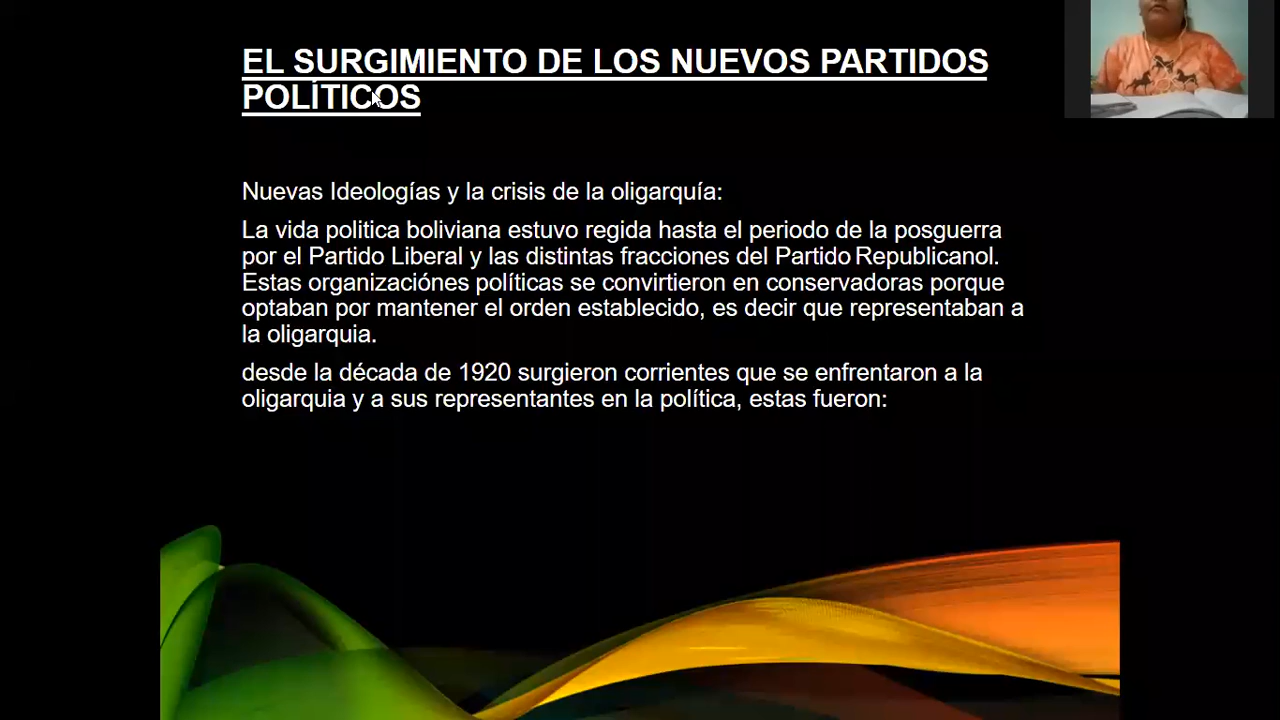 EL SURGIMIENTO DE LOS NUEVOS PARTIDOS
POLÍTICOS
Nuevas Ideologías y la crisis de la oligarquía:
La vida politica boliviana estuvo regida hasta el periodo de la posguerra
por el Partido Liberal y las distintas fracciones del Partido Republicanol.
Estas organizaciónes políticas se convirtieron en conservadoras porque
optaban por mantener el orden establecido, es decir que representaban a
la oligarquia.
desde la década de 1920 surgieron corrientes que se enfrentaron a la
oligarquia y a sus representantes en la política, estas fueron: